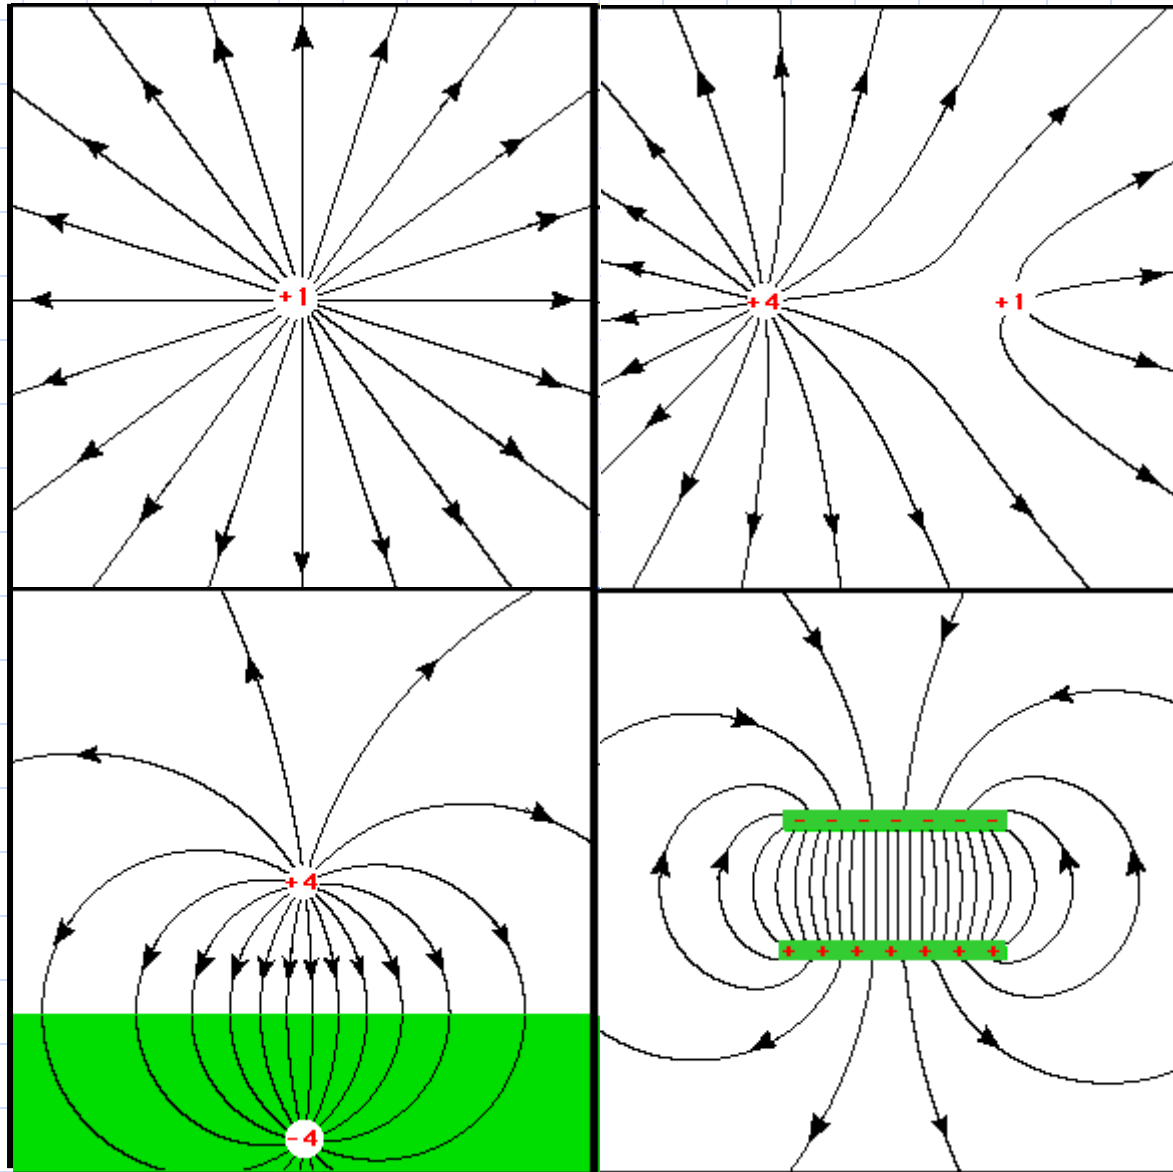 +1
+4 +1
+4
-4
- - - - - - -
+ + + + + + +